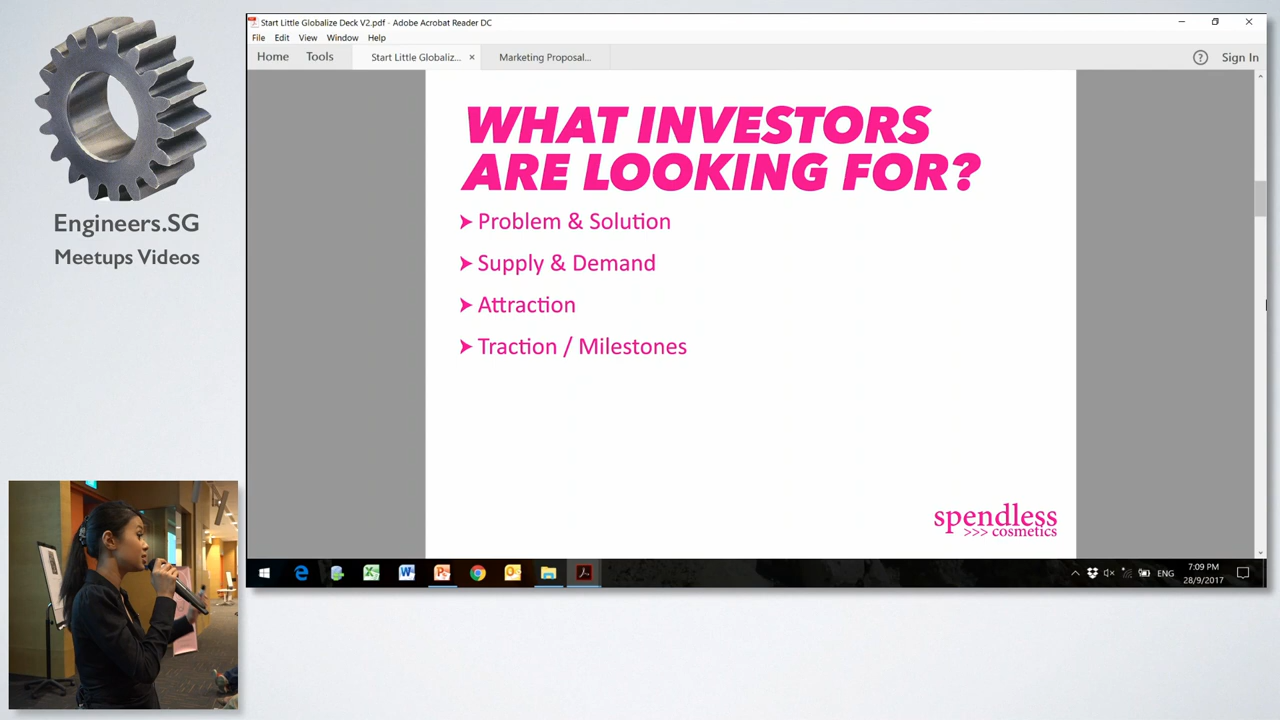 Engineers.SG
Meetups Videos
Start Little Globalize Deck V2.pdf - Adobe Acrobat Reader DC
File Edit View Window Help
Home Tools Start Little Globaliz... × Marketing Proposal... ? Sign In
WHAT INVESTORS
ARE LOOKING FOR?
➤ Problem & Solution
➤ Supply & Demand
➤ Attraction
➤ Traction / Milestones
spendless
>>> cosmetics
ENG
7:09 PM
28/9/2017